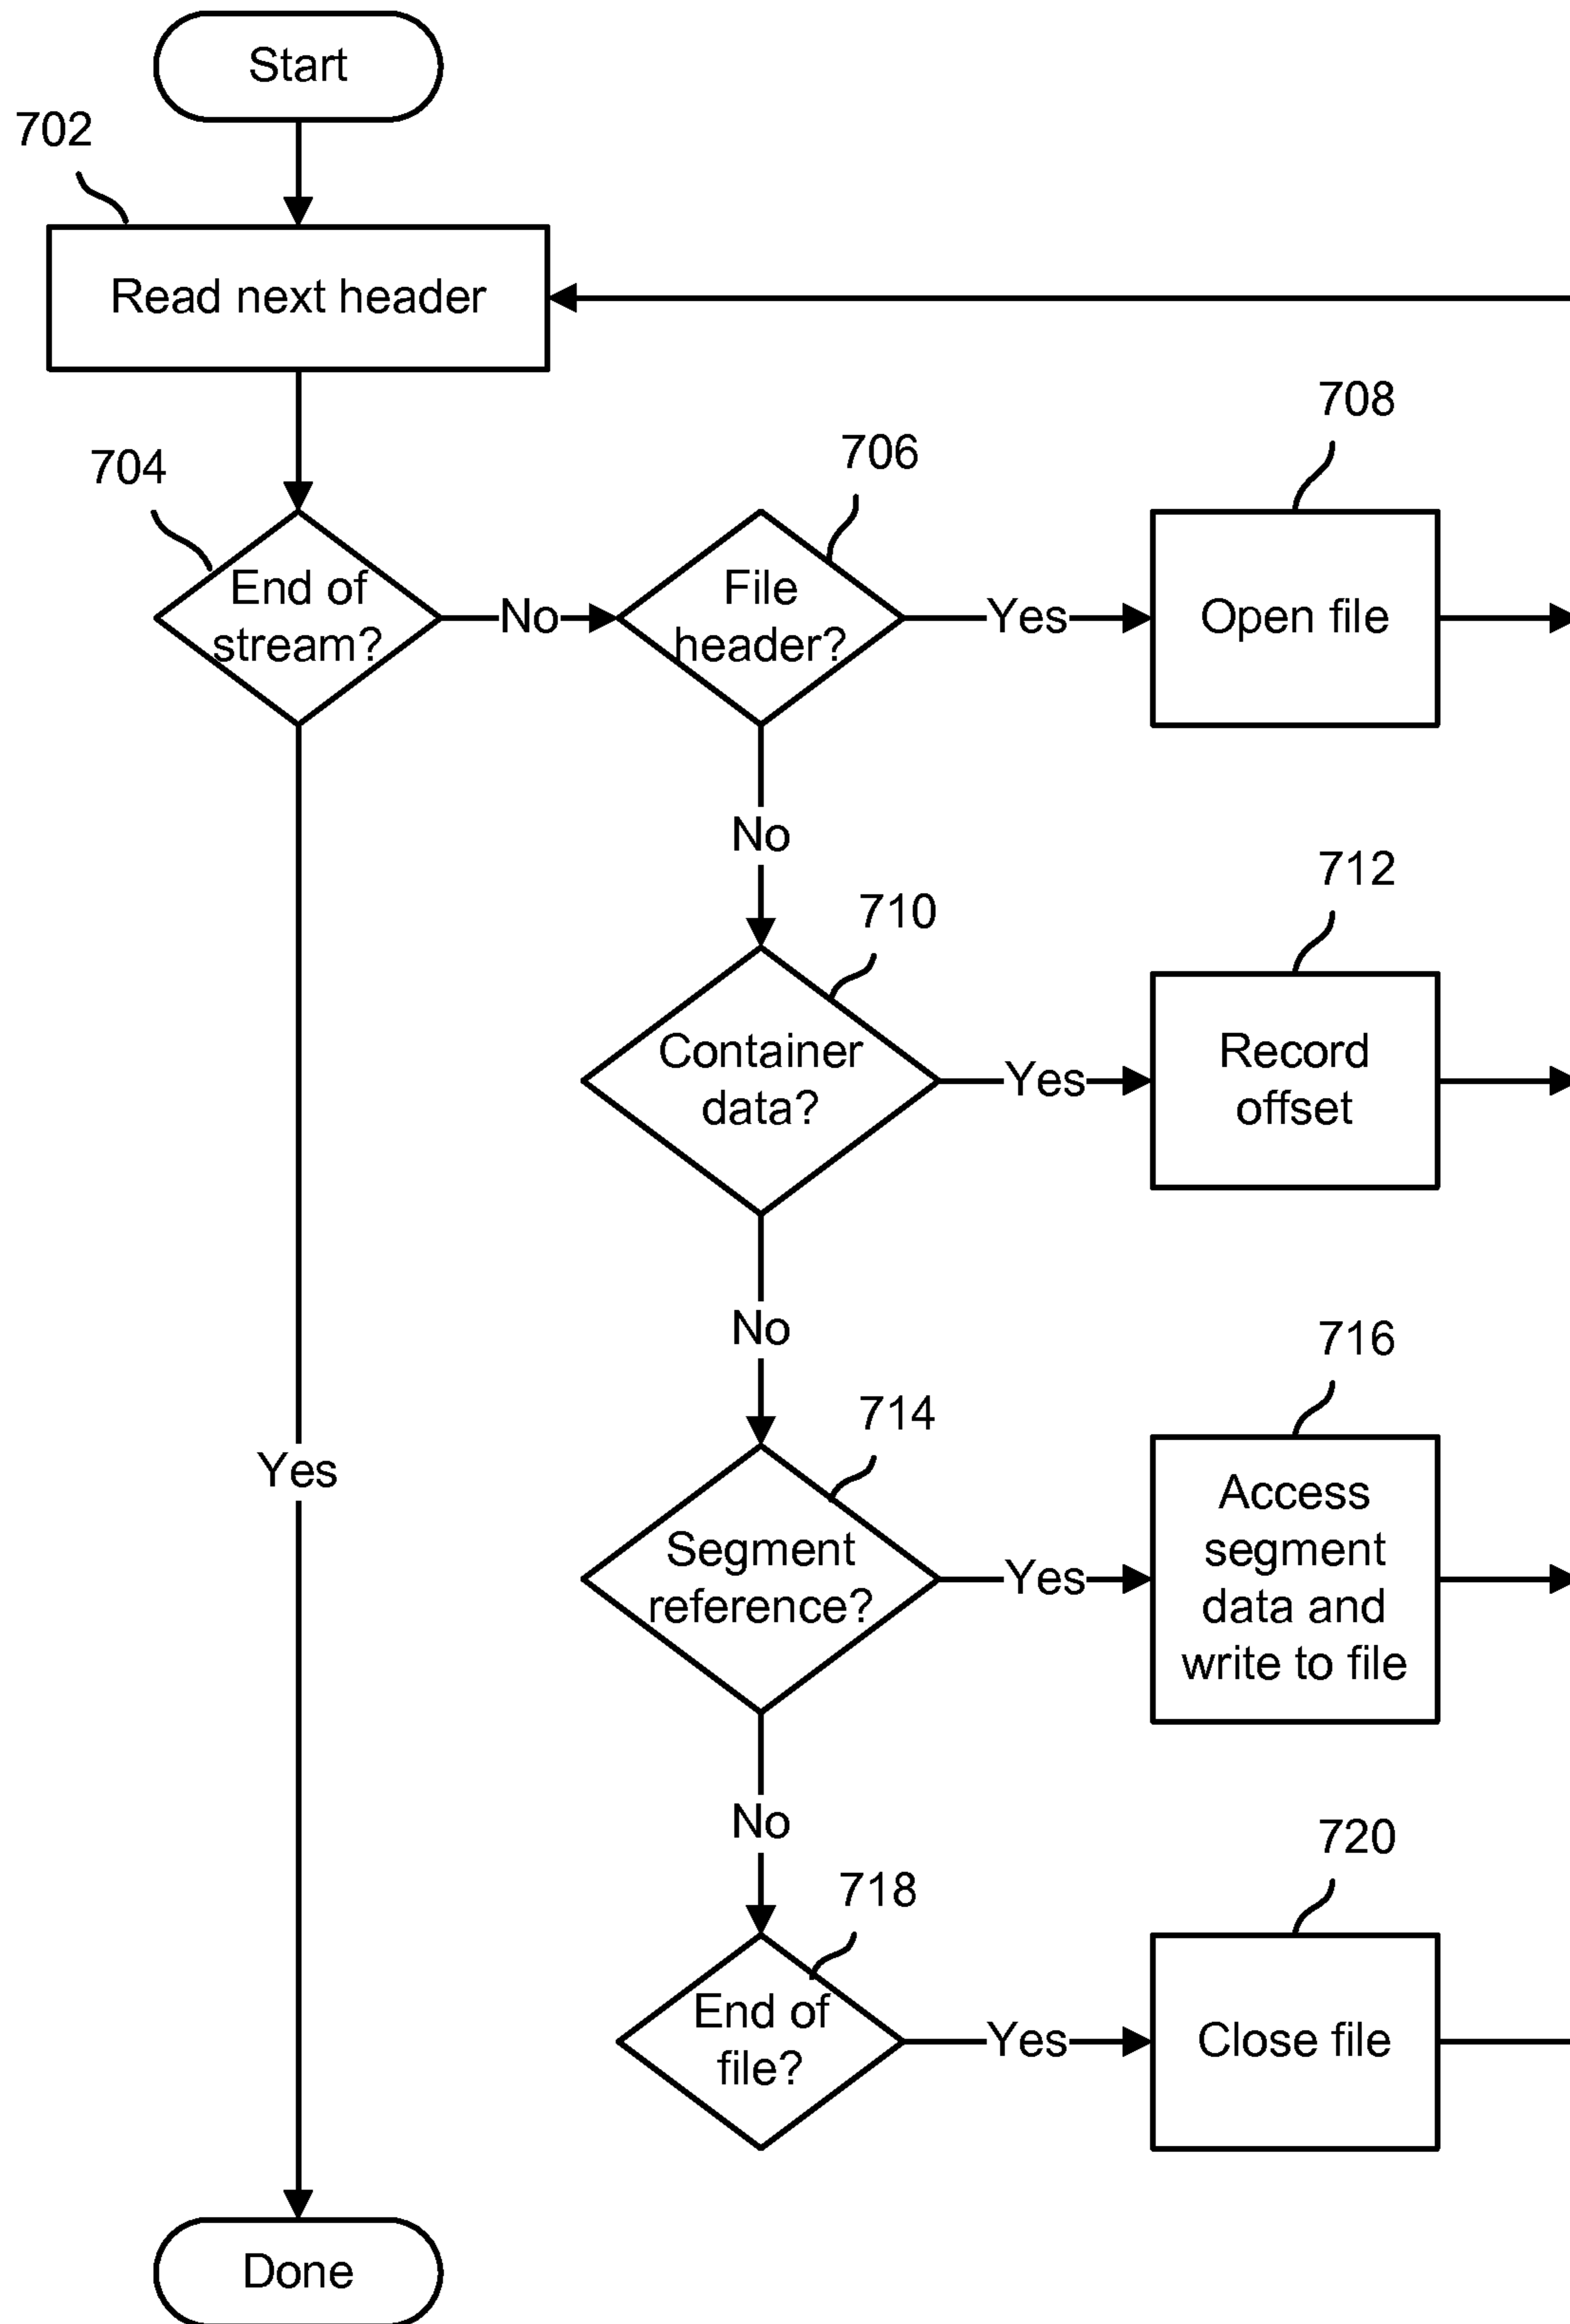 Start
702
Read next header
708
706
704
End of
stream?
No
File
header?
Yes
Open file
No
712
710
Container
data?
Yes
Record
offset
No
716
714
Segment
reference?
Yes
Access
segment
data and
write to file
Yes
No
720
718
End of
file?
Yes
Close file
Done